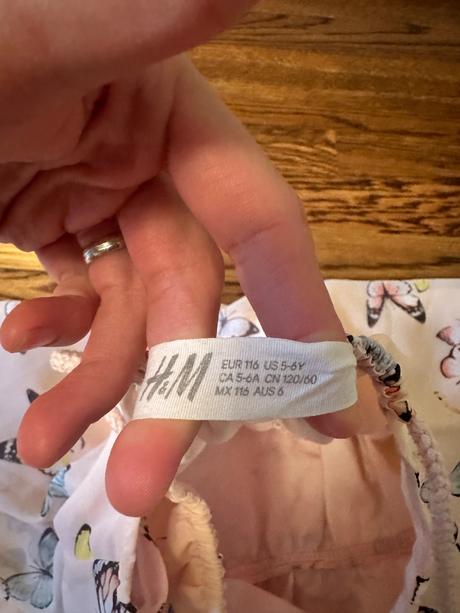 H&M
EUR 116 US 5-6Y
CA 5-6A CN 120/60
MX 116 AUS 6